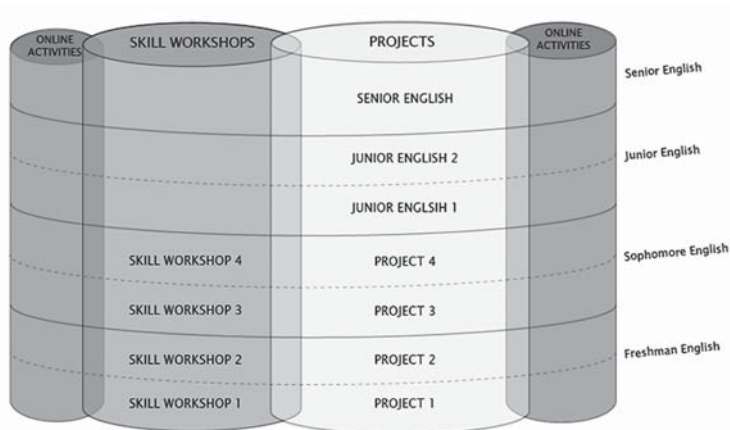 ONLINE
ACTIVITIES
SKILL WORKSHOPS
PROJECTS
ONLINE
ACTIVITIES
Senior English
SENIOR ENGLISH
Junior English
JUNIOR ENGLISH 2
JUNIOR ENGLSIH 1
Sophomore English
SKILL WORKSHOP 4
PROJECT 4
SKILL WORKSHOP 3
PROJECT 3
Freshman English
SKILL WORKSHOP 2
PROJECT 2
SKILL WORKSHOP 1
PROJECT 1